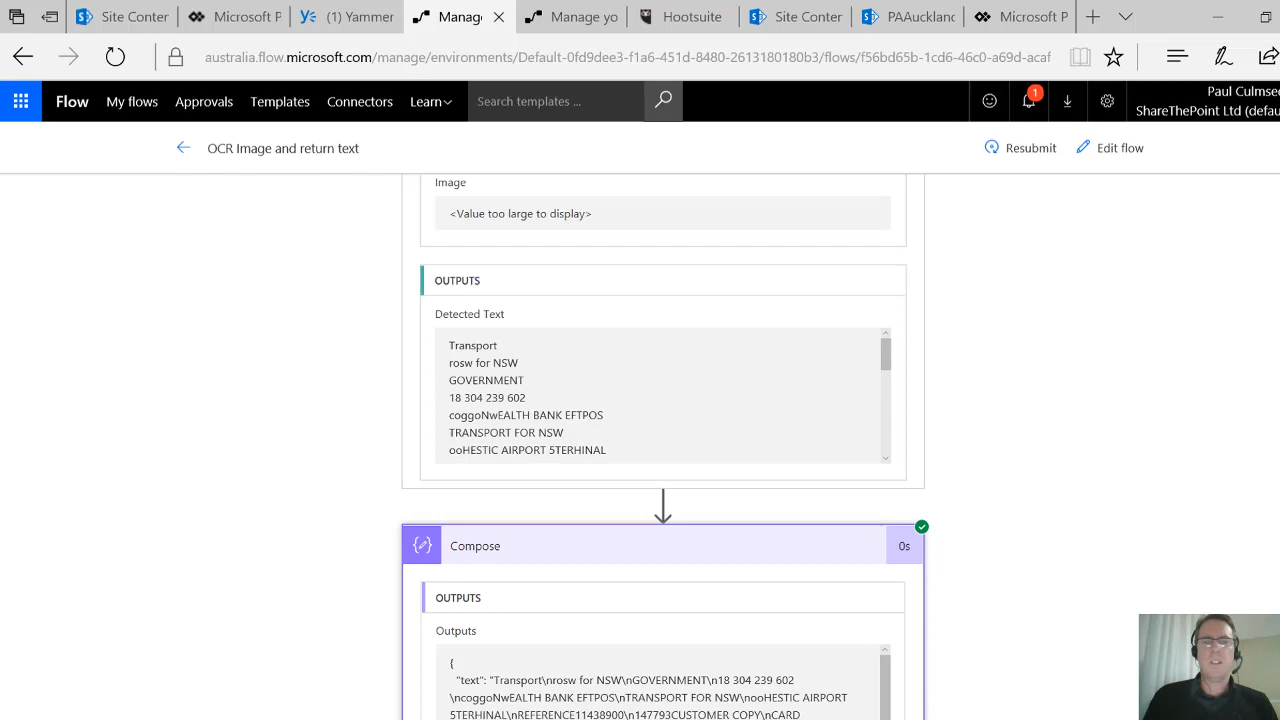 Site Center
Microsoft P
(1) Yammer
Manage
Manage yo
Hootsuite
Site Center
PAAucklan
Microsoft P
australia.flow.microsoft.com/manage/environments/Default-0fd9dee3-f1a6-451d-8480-2613180180b3/flows/f56bd65b-1cd6-46c0-a69d-acaf
Flow
My flows
Approvals
Templates
Connectors
Learn
Search templates ...
1
Paul Culmse
ShareThePoint Ltd (defau
OCR Image and return text
Resubmit
Edit flow
Image
<Value too large to display>
OUTPUTS
Detected Text
Transport
rosw for NSW
GOVERNMENT
18 304 239 602
coggoNwEALTH BANK EFTPOS
TRANSPORT FOR NSW
ooHESTIC AIRPORT 5TERHINAL
Compose
0s
OUTPUTS
Outputs
{
"text": "Transport\nrosw for NSW\nGOVERNMENT\n18 304 239 602
\ncoggoNwEALTH BANK EFTPOS\nTRANSPORT FOR NSW\nooHESTIC AIRPORT
5TERHINAL\nREFERENCE11438900\n147793CUSTOMER COPY\nCARD